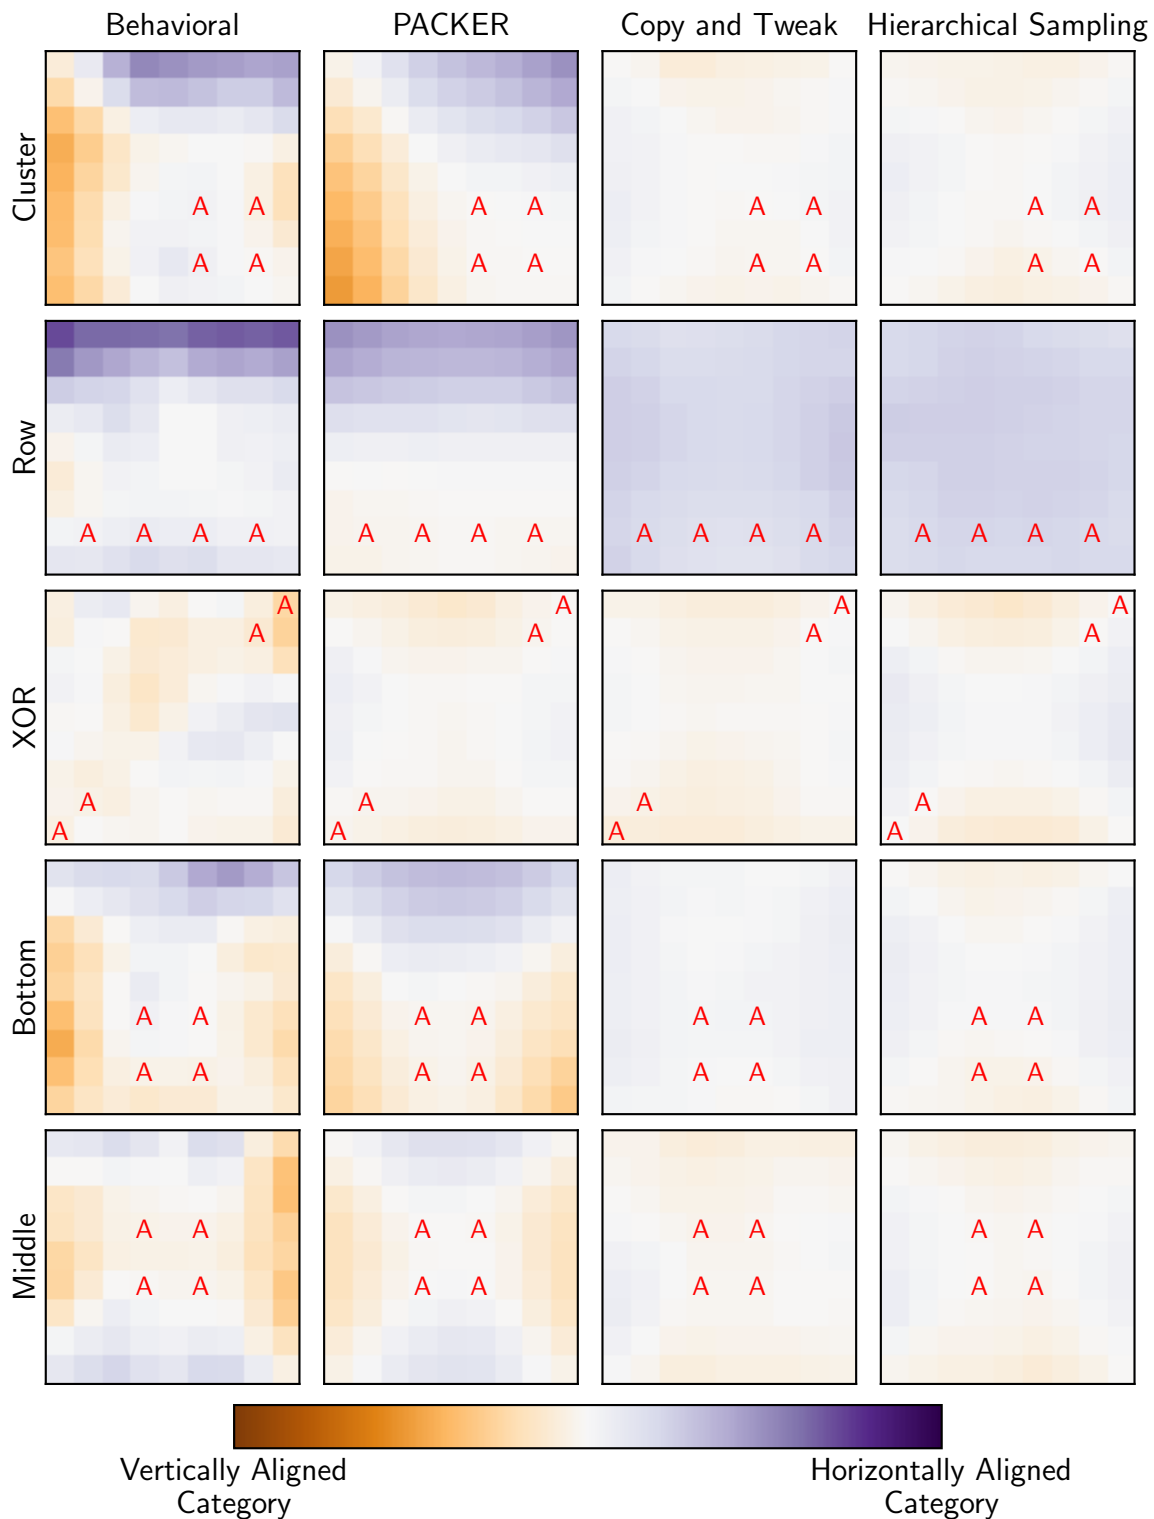 Behavioral PACKER Copy and Tweak Hierarchical Sampling
Cluster
A A A A A A A A
A A A A A A A A
Row
A A A A A A A A A A A A A A A A
XOR
A A A A
A A A A
A A A A
A A A A
Bottom
A A A A A A A A
A A A A A A A A
Middle
A A A A A A A A
A A A A A A A A
Vertically Aligned
Category
Horizontally Aligned
Category